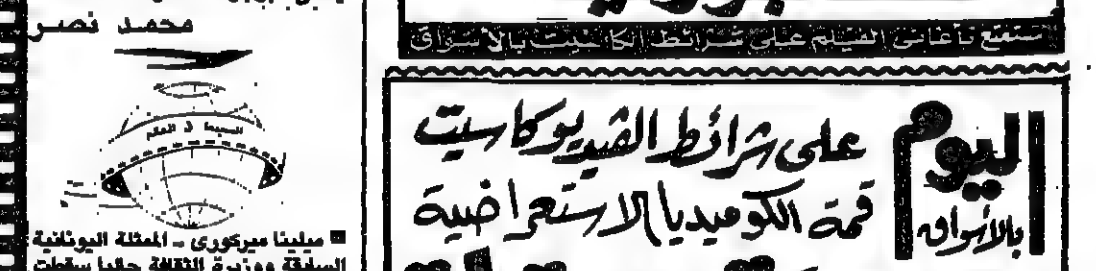 محمد نصر
السينما في العالم
■ ميلينا ميركوري - الممثلة اليونانية
السابقة ووزيرة الثقافة حاليا سقطت
استمتع بأغاني الفيلم على شرائط الكاسيت بالأسواق
اليوم
بالأسواق
على شرائط الفيديو كاسيت
قمة الكوميديا الاستعراضية